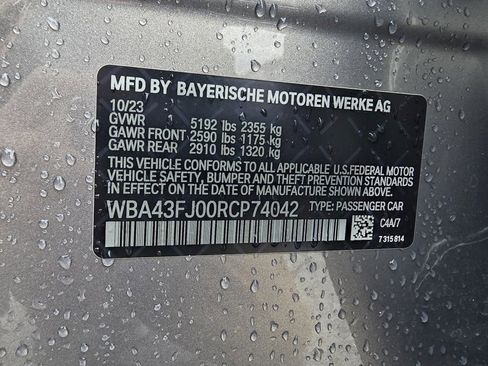 MFD BY BAYERISCHE MOTOREN WERKE AG
10/23
GVWR 5192 lbs 2355 kg
GAWR FRONT 2590 lbs 1175 kg
GAWR REAR 2910 lbs 1320 kg
THIS VEHICLE CONFORMS TO ALL APPLICABLE U.S.FEDERAL MOTOR
VEHICLE SAFETY, BUMPER, AND THEFT PREVENTION
STANDARDS IN EFFECT ON THE DATE OF MANUFACTURE SHOWN ABOVE.
WBA43FJ00RCP74042 TYPE: PASSENGER CAR
C4A/7
7 315 814